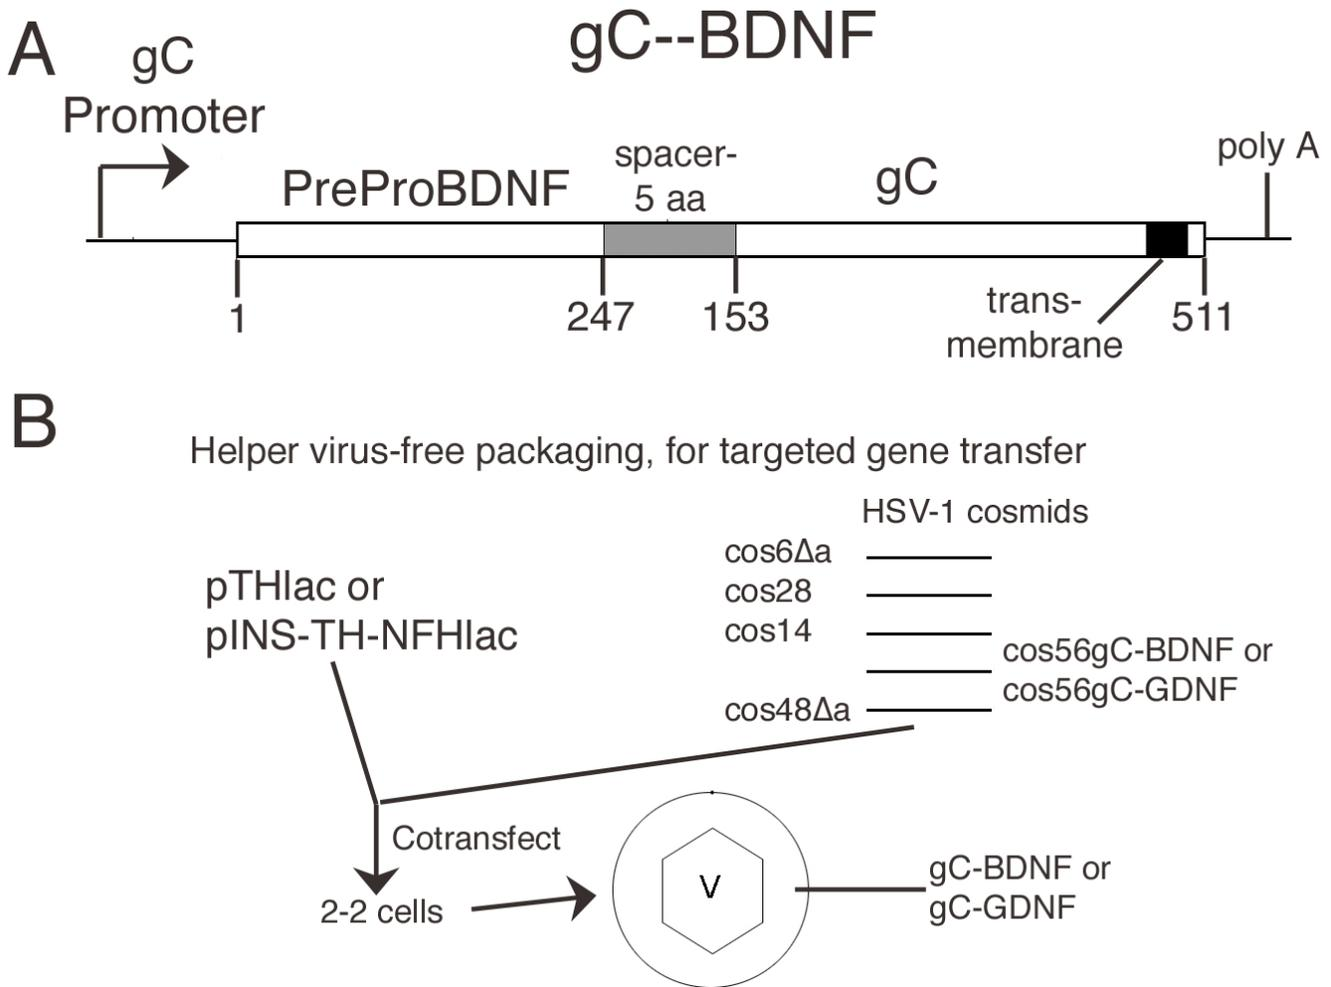 A
gC--BDNF
gC
Promoter
PreProBDNF
spacer-
5 aa
gC
poly A
1
247
153
trans-
membrane
511
B
Helper virus-free packaging, for targeted gene transfer
HSV-1 cosmids
cos6Δa
cos28
cos14
cos56gC-BDNF or
cos56gC-GDNF
cos48Δa
pTHlac or
pINS-TH-NFHlac
Cotransfect
2-2 cells
V
gC-BDNF or
gC-GDNF